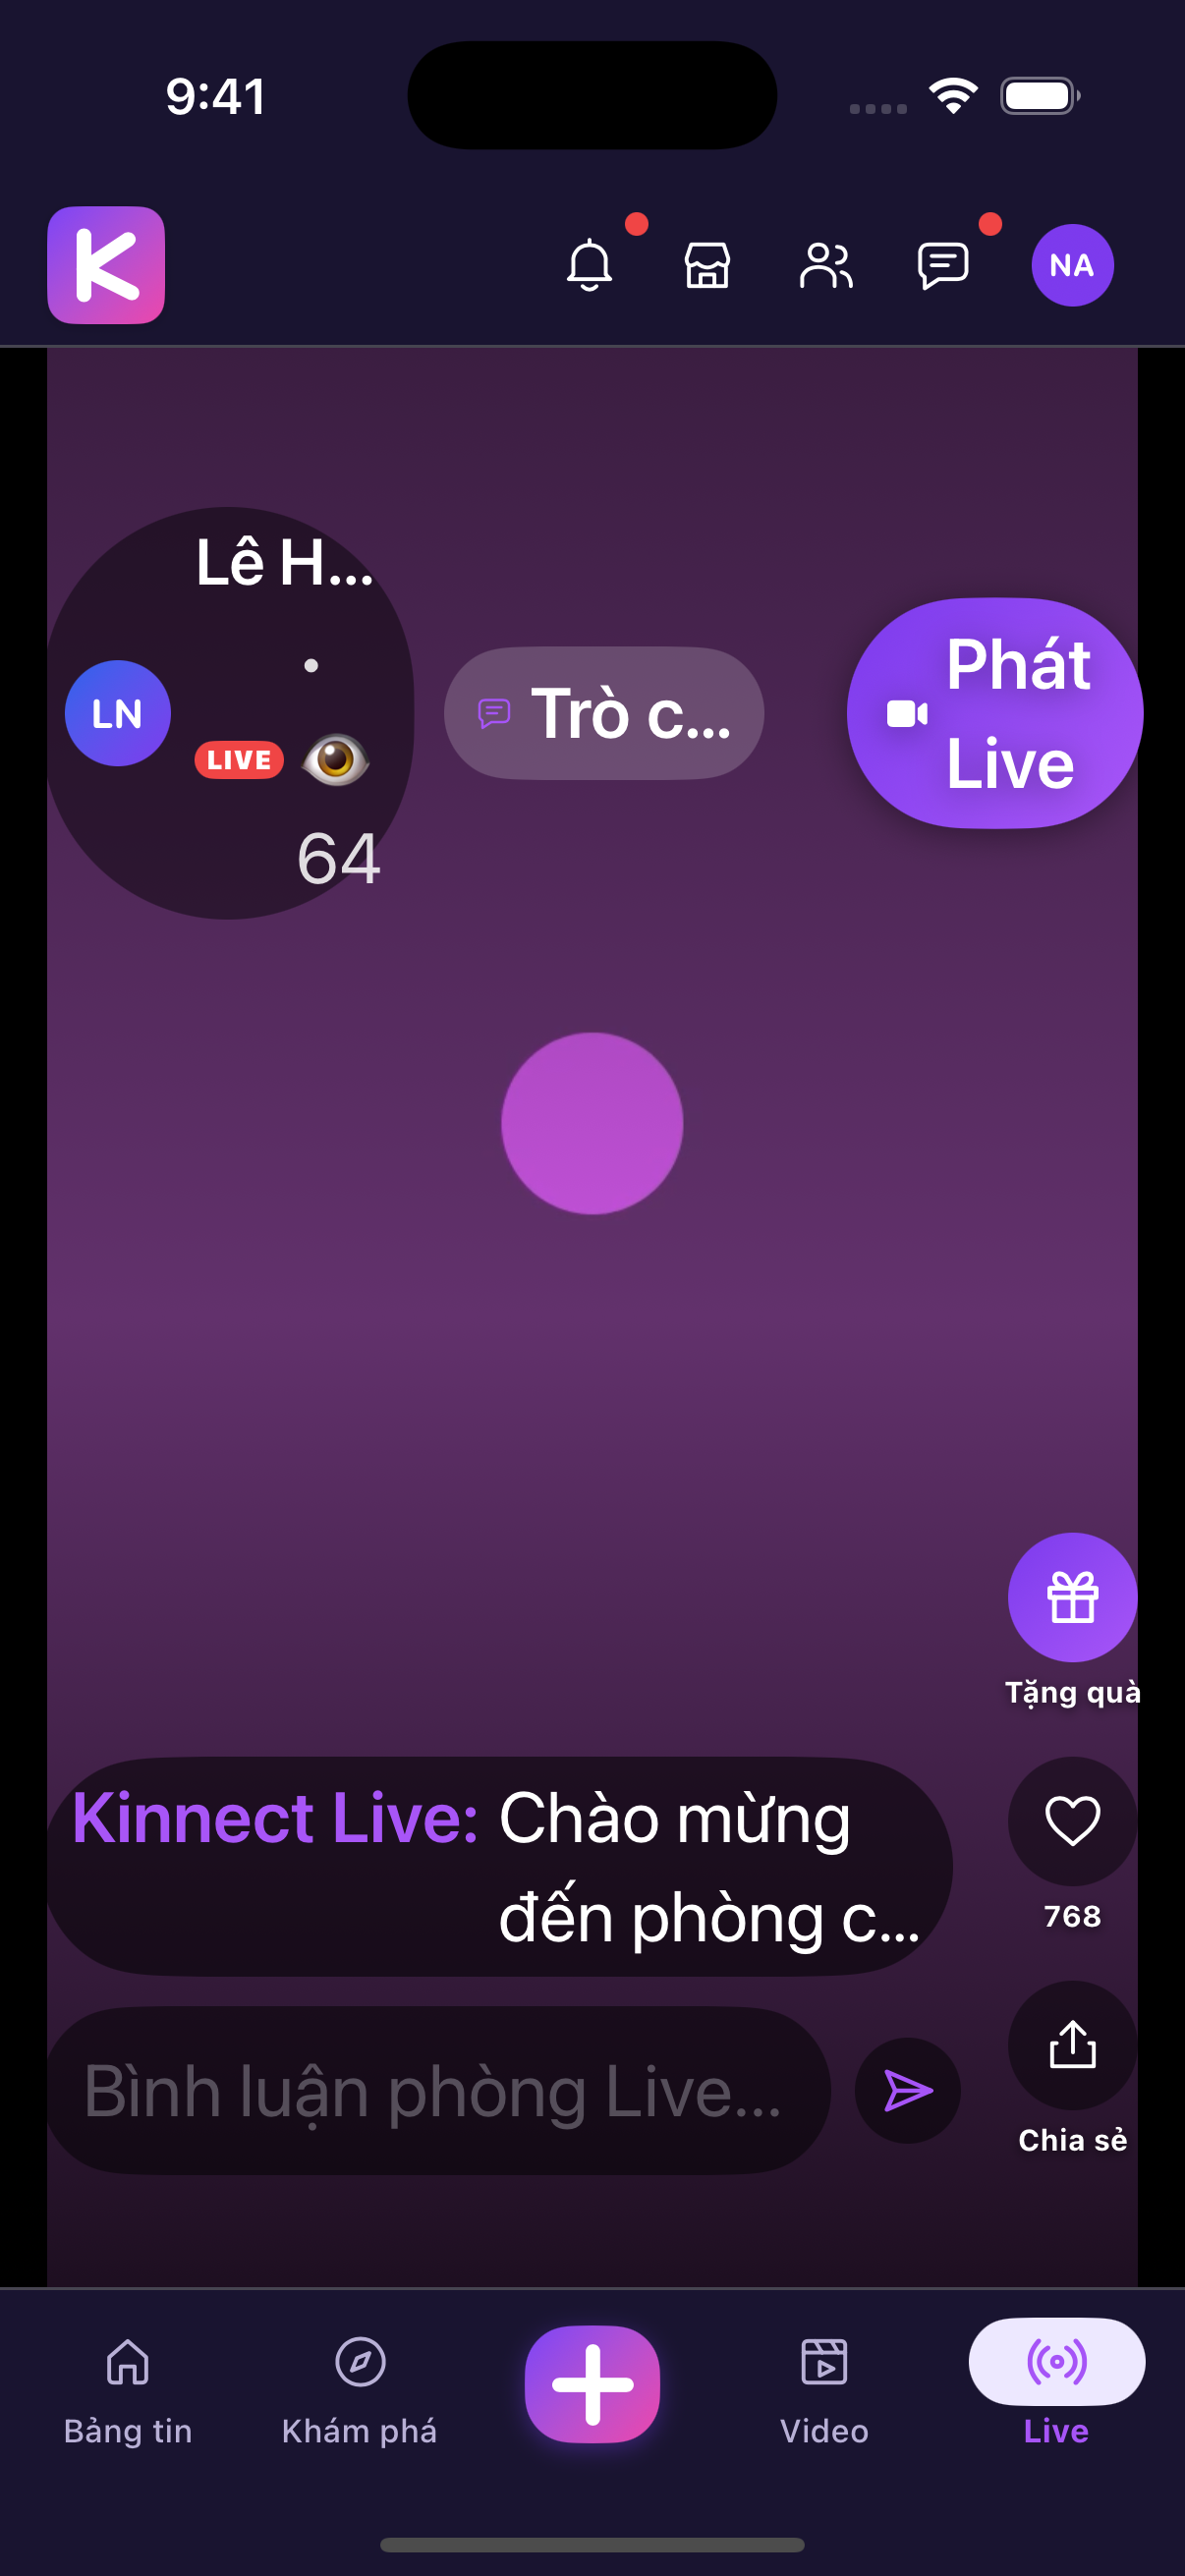 9:41
K
NA
Lê H...
•
LN
LIVE 👁️
64
Trò c...
Phát
Live
Tặng quà
Kinnect Live: Chào mừng
đến phòng c...
768
Bình luận phòng Live...
Chia sẻ
Bảng tin
Khám phá
Video
Live